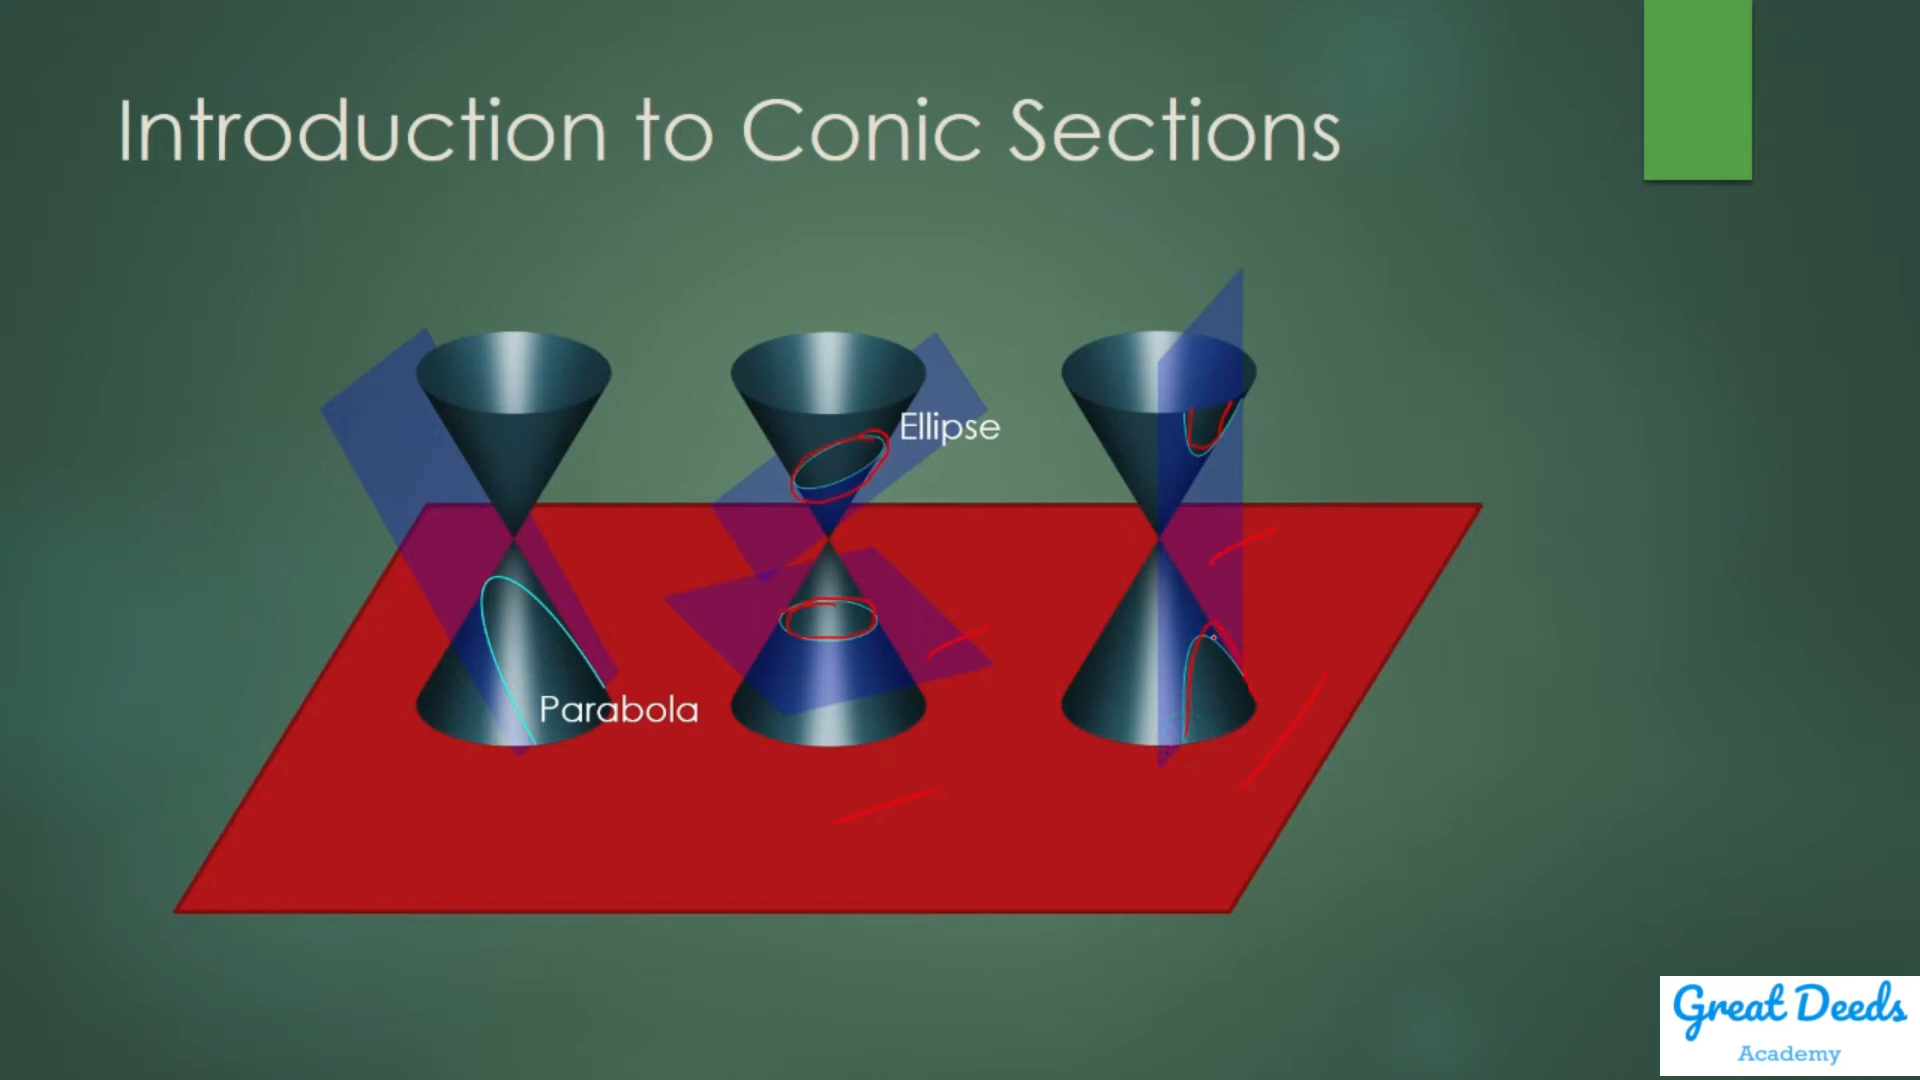 Introduction to Conic Sections
Ellipse
Parabola
Great Deeds
Academy